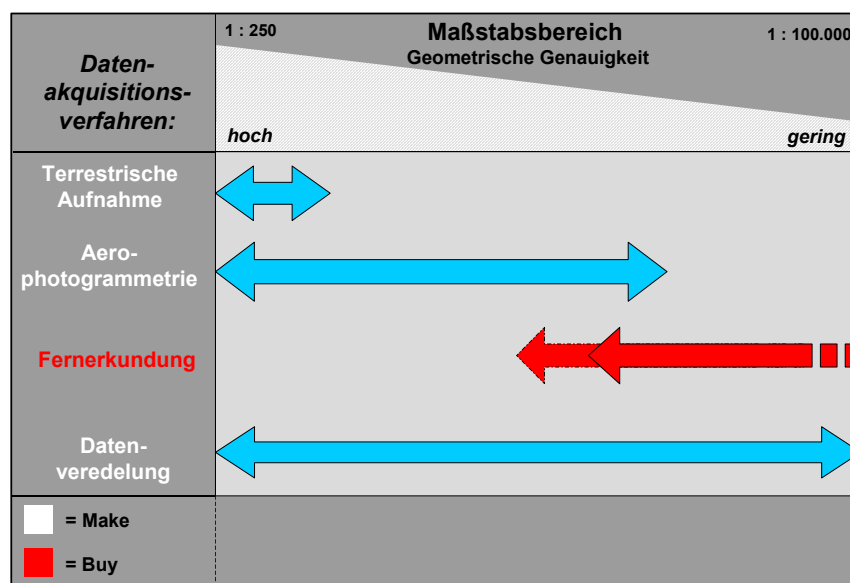 1 : 250
Maßstabsbereich
1 : 100.000
Geometrische Genauigkeit
Daten-
akquisitions-
verfahren:
hoch
gering
Terrestrische
Aufnahme
Aero-
photogrammetrie
Fernerkundung
Daten-
veredelung
= Make
= Buy